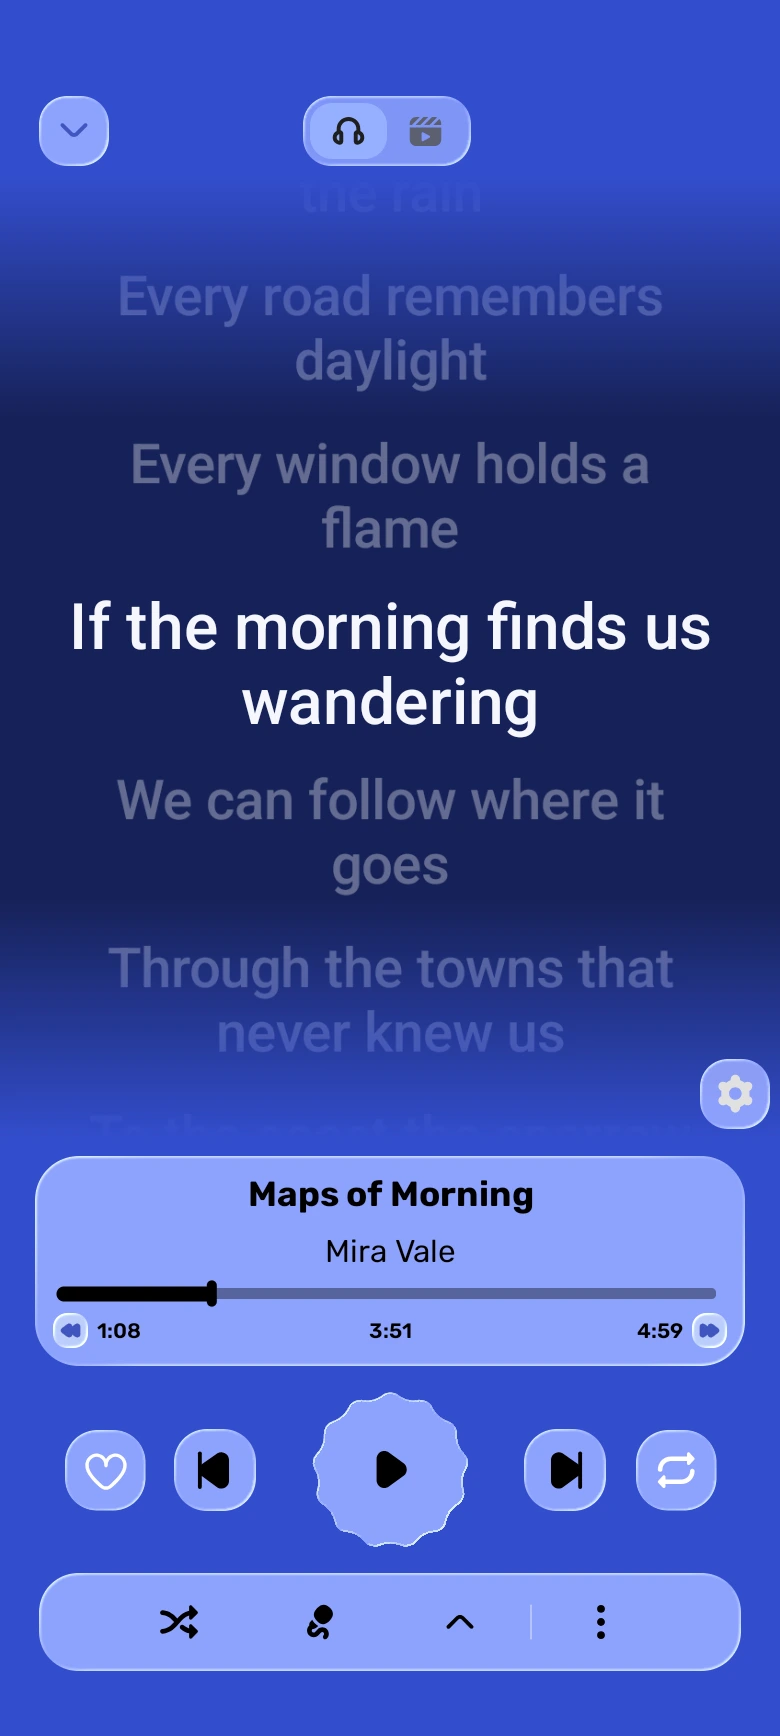 the rain
Every road remembers
daylight
Every window holds a
flame
If the morning finds us
wandering
We can follow where it
goes
Through the towns that
never knew us
Maps of Morning
Mira Vale
1:08 3:51 4:59